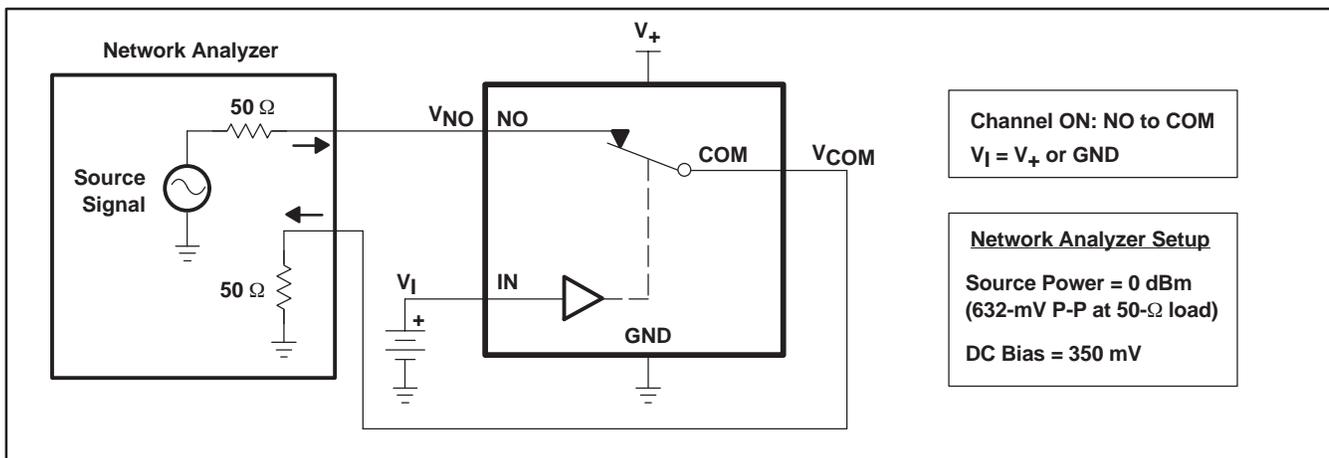 Network Analyzer
50 Ω
Source
Signal
50 Ω
V+
VNO
NO
COM
VCOM
VI
+
IN
GND
Channel ON: NO to COM
VI = V+ or GND
Network Analyzer Setup
Source Power = 0 dBm
(632-mV P-P at 50-Ω load)
DC Bias = 350 mV